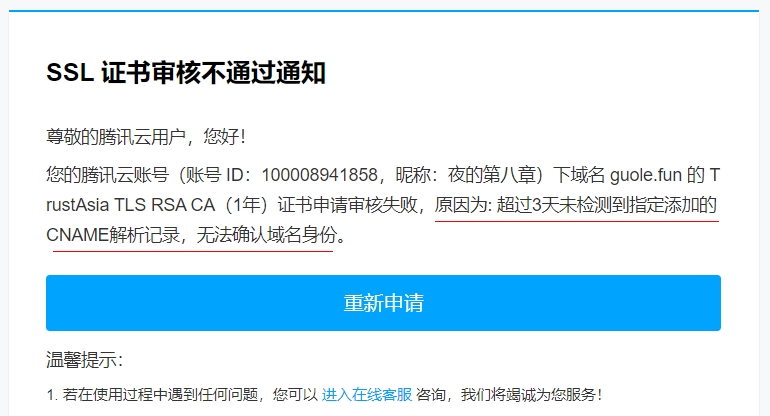 SSL 证书审核不通过通知
尊敬的腾讯云用户，您好！
您的腾讯云账号（账号 ID：100008941858，昵称：夜的第八章）下域名 guole.fun 的 T
rustAsia TLS RSA CA（1年）证书申请审核失败，原因为: 超过3天未检测到指定添加的
CNAME解析记录，无法确认域名身份。
重新申请
温馨提示：
1. 若在使用过程中遇到任何问题，您可以 进入在线客服 咨询，我们将竭诚为您服务！